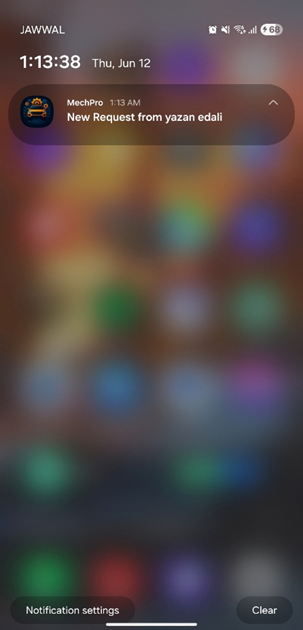 JAWWAL 68
1:13:38 Thu, Jun 12
MechPro 1:13 AM
New Request from yazan edali
Notification settings Clear